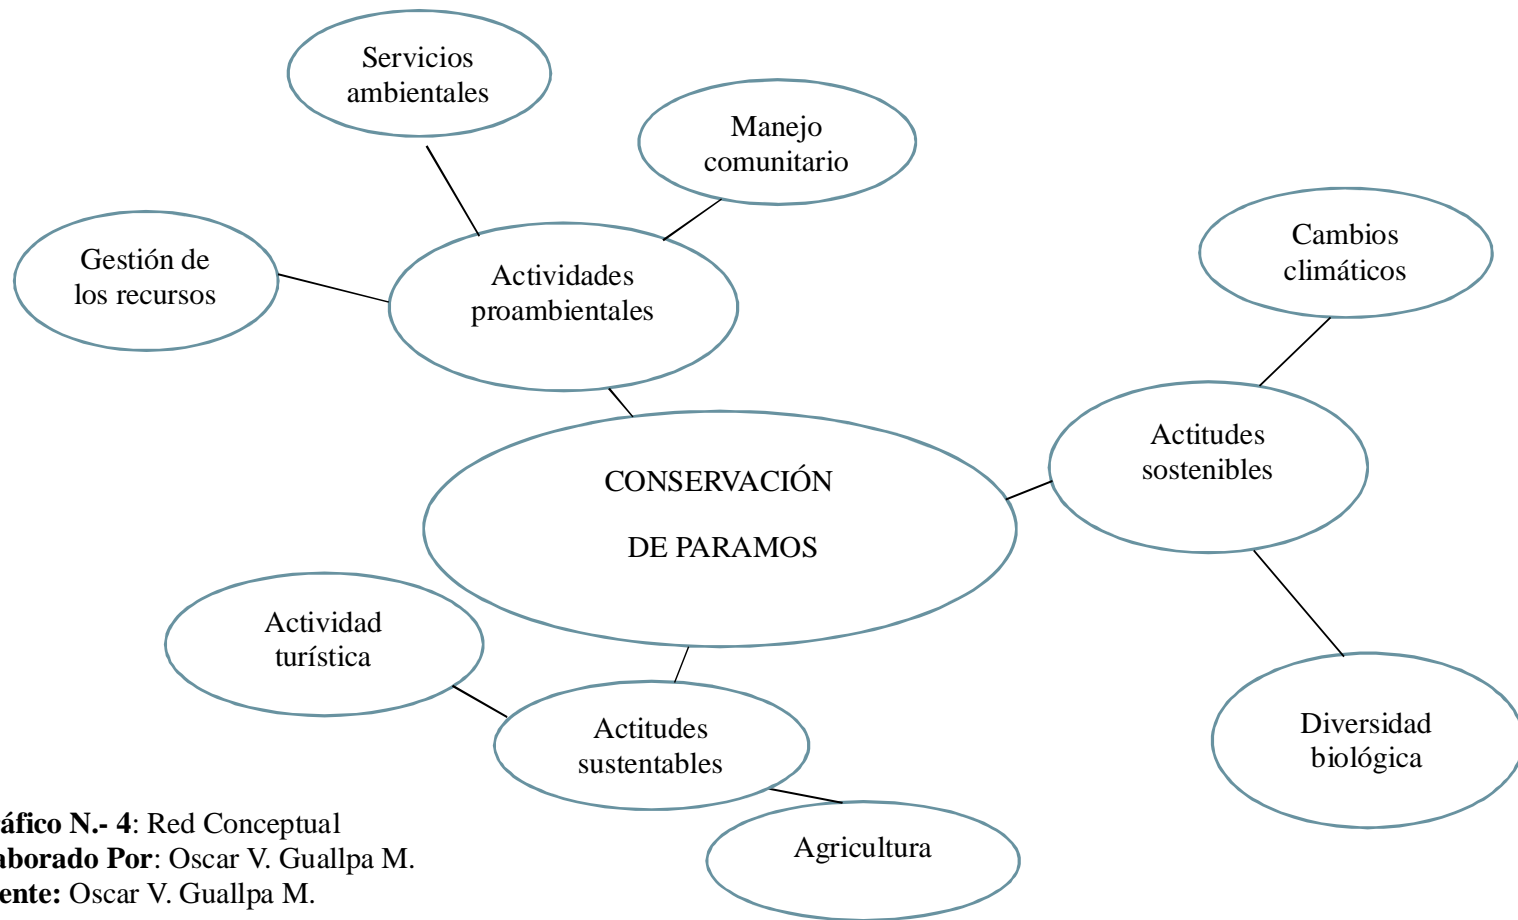 Servicios
ambientales
Manejo
comunitario
Gestión de
los recursos
Actividades
proambientales
Cambios
climáticos
Actitudes
sostenibles
CONSERVACIÓN
DE PARAMOS
Actividad
turística
Actitudes
sustentables
Diversidad
biológica
Agricultura
áfico N.- 4: Red Conceptual
aborado Por: Oscar V. Guallpa M.
ente: Oscar V. Guallpa M.